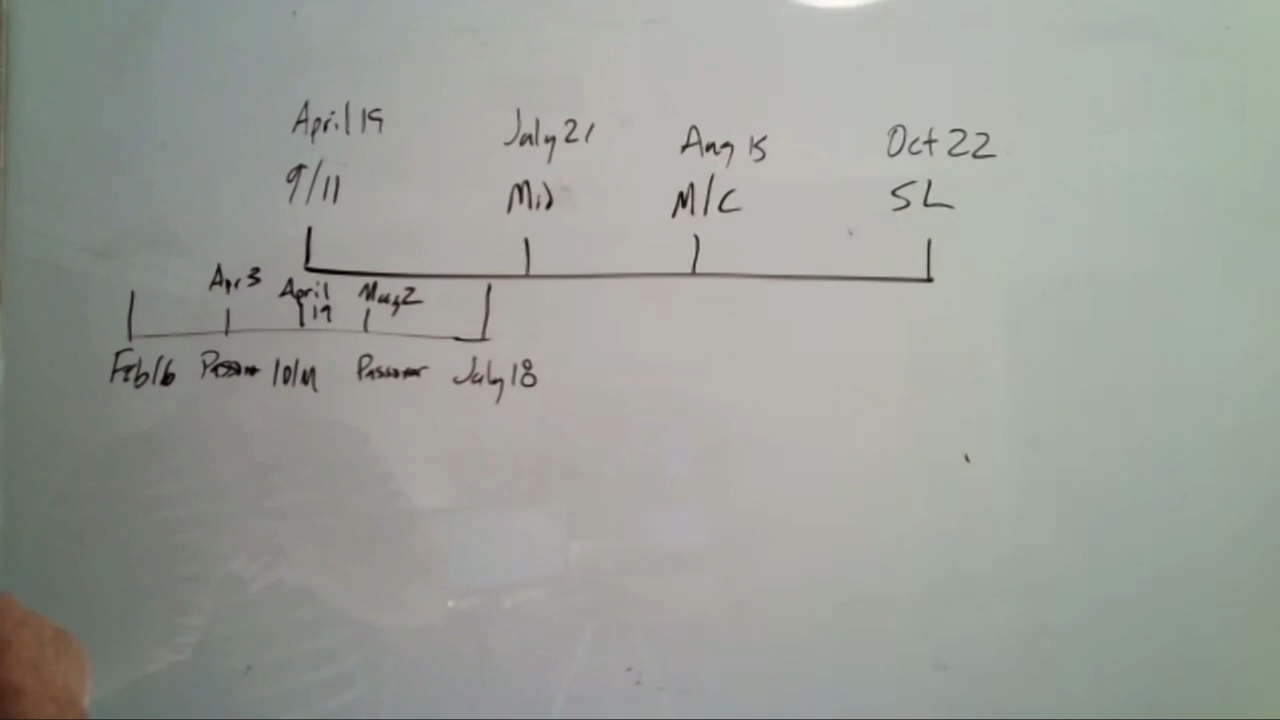 April 19 July 21 Aug 15 Oct 22
9/11 Mid M/C SL
Apr 3 April 19 May 2
Feb 16 Passover 10/M Passover July 18